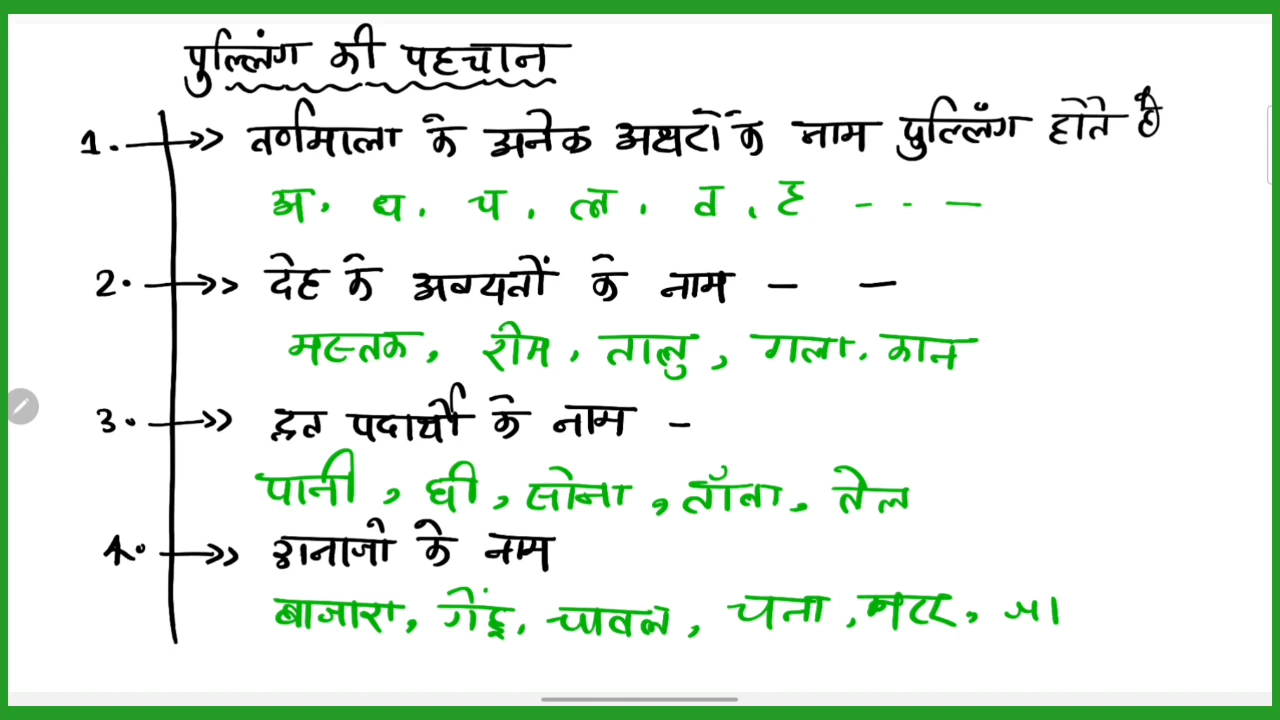 पुल्लिंग की पहचान
1. वर्णमाला के अनेक अक्षरों के नाम पुल्लिंग होते है
अ. ध. च. ल. व. ह - - —
2. देह के अवयवों के नाम — —
मस्तक, रोम, तालु, गला. कान
3. द्रव पदार्थों के नाम -
पानी, घी, सोना, ताँबा, तेल
4. अनाजो के नाम
बाजारा, गेंहू, चावल, चना, मटर,